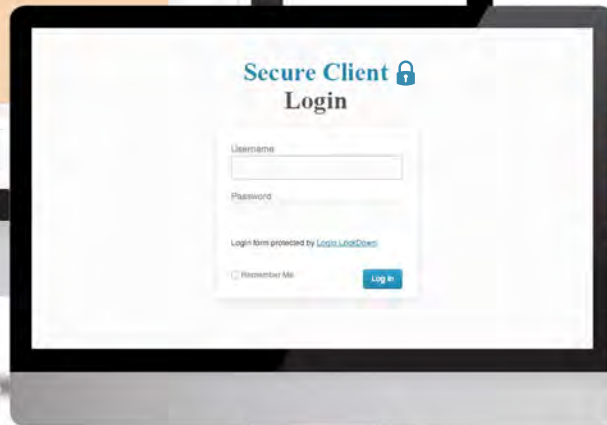 Secure Client
Login
Username
Password
Login form protected by Login LockDown.
Remember Me
Log In